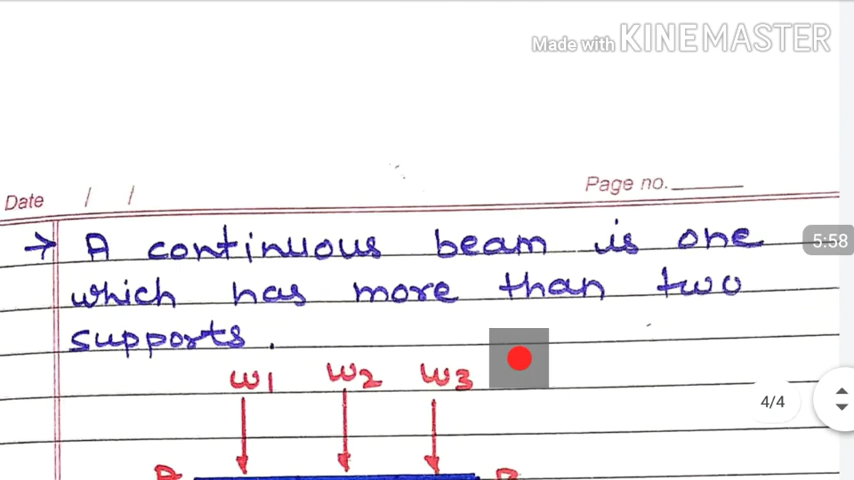 Made with KINEMASTER
Date / /
Page no.
→ A continuous beam is one
5:58
which has more than two
supports.
W1 W2 W3
4/4